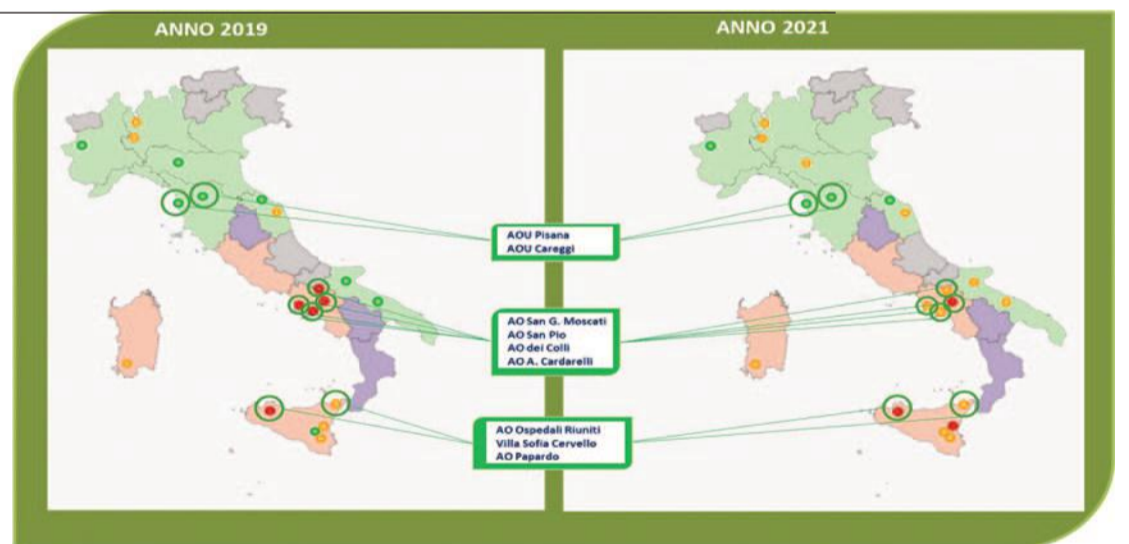 ANNO 2019
ANNO 2021
AOU Pisana
AOU Careggi
AO San G. Moscati
AO San Pio
AO dei Colli
AO A. Cardarelli
AO Ospedali Riuniti
Villa Sofia Cervello
AO Papardo